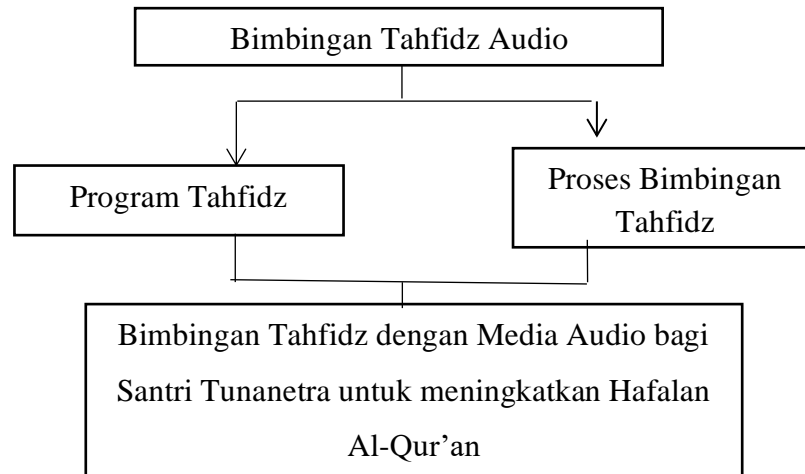 Bimbingan Tahfidz Audio
Program Tahfidz
Proses Bimbingan
Tahfidz
Bimbingan Tahfidz dengan Media Audio bagi
Santri Tunanetra untuk meningkatkan Hafalan
Al-Qur’an